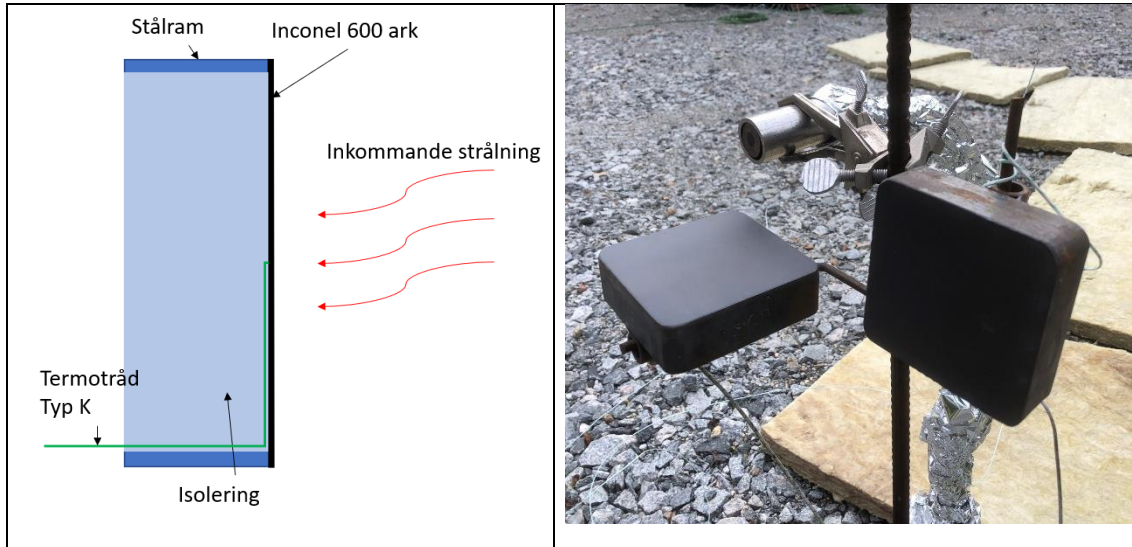 Stålram
Inconel 600 ark
Inkommande strålning
Termotråd
Typ K
Isolering